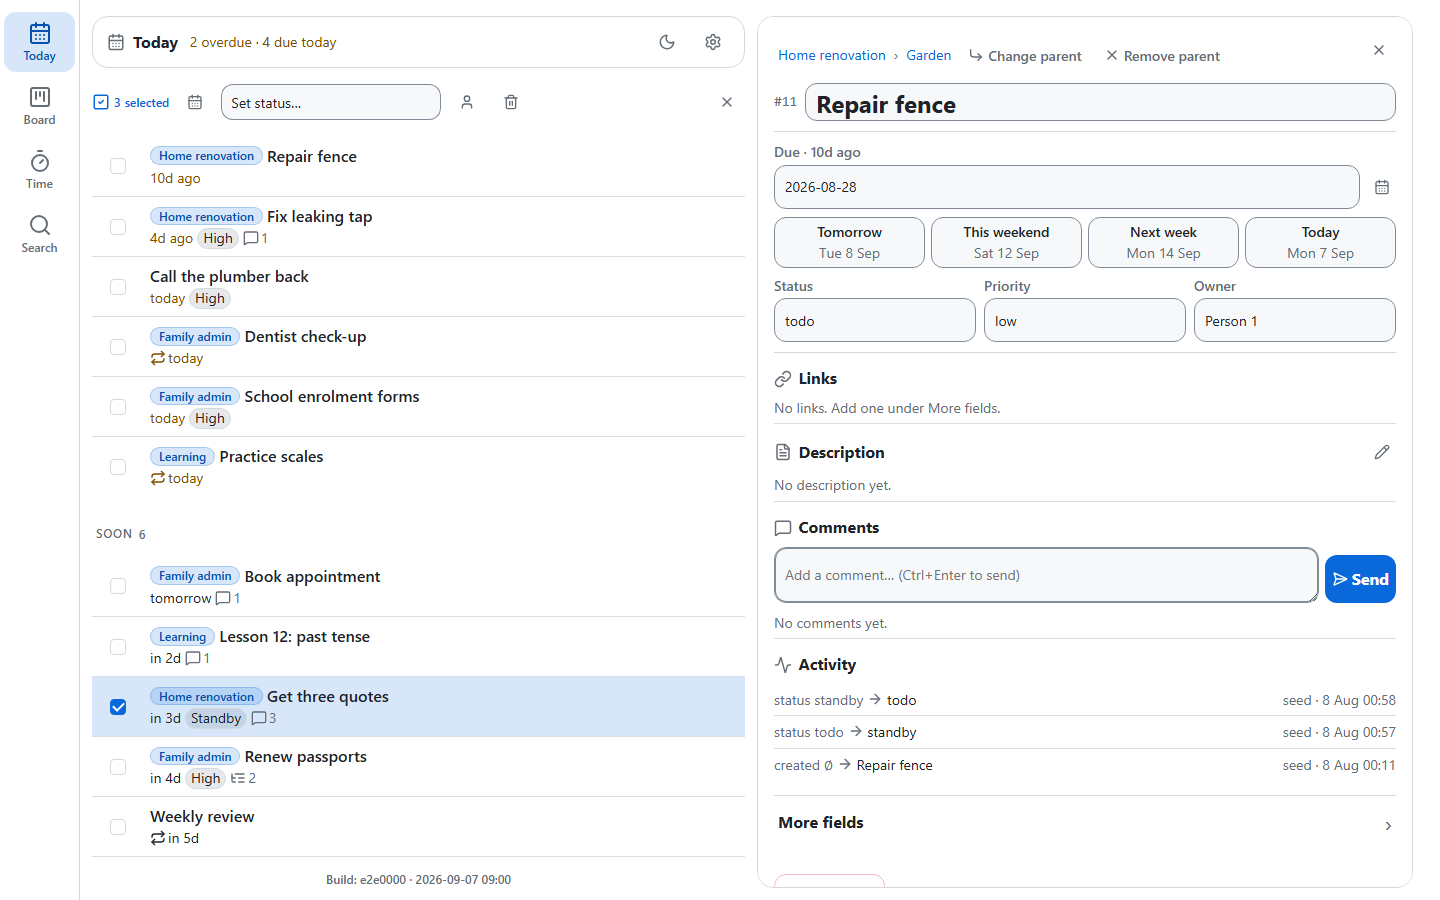 Today
Board
Time
Search
Today 2 overdue · 4 due today
3 selected
Set status...
Home renovation Repair fence
10d ago
Home renovation Fix leaking tap
4d ago High 1
Call the plumber back
today High
Family admin Dentist check-up
today
Family admin School enrolment forms
today High
Learning Practice scales
today
SOON 6
Family admin Book appointment
tomorrow 1
Learning Lesson 12: past tense
in 2d 1
Home renovation Get three quotes
in 3d Standby 3
Family admin Renew passports
in 4d High 2
Weekly review
in 5d
Build: e2e0000 · 2026-09-07 09:00
Home renovation › Garden Change parent Remove parent
#11 Repair fence
Due · 10d ago
2026-08-28
Tomorrow
Tue 8 Sep
This weekend
Sat 12 Sep
Next week
Mon 14 Sep
Today
Mon 7 Sep
Status
todo
Priority
low
Owner
Person 1
Links
No links. Add one under More fields.
Description
No description yet.
Comments
Add a comment... (Ctrl+Enter to send)
Send
No comments yet.
Activity
status standby → todo seed · 8 Aug 00:58
status todo → standby seed · 8 Aug 00:57
created ∅ → Repair fence seed · 8 Aug 00:11
More fields